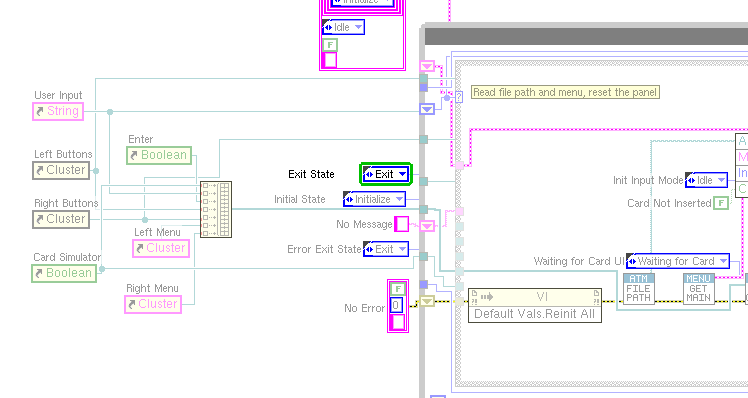 Initialize
Idle
F
Read file path and menu, reset the panel
?
User Input
String
Enter
Boolean
Left Buttons
Cluster
Exit State
Exit
Init Input Mode
Idle
Initial State
Initialize
Card Not Inserted
F
Right Buttons
Cluster
No Message
Left Menu
Cluster
Error Exit State
Exit
Card Simulator
Boolean
Waiting for Card UI
Waiting for Card
Right Menu
Cluster
F
0
No Error
VI
Default Vals.Reinit All
ATM
FILE
PATH
MENU
GET
MAIN
A
M
In
C